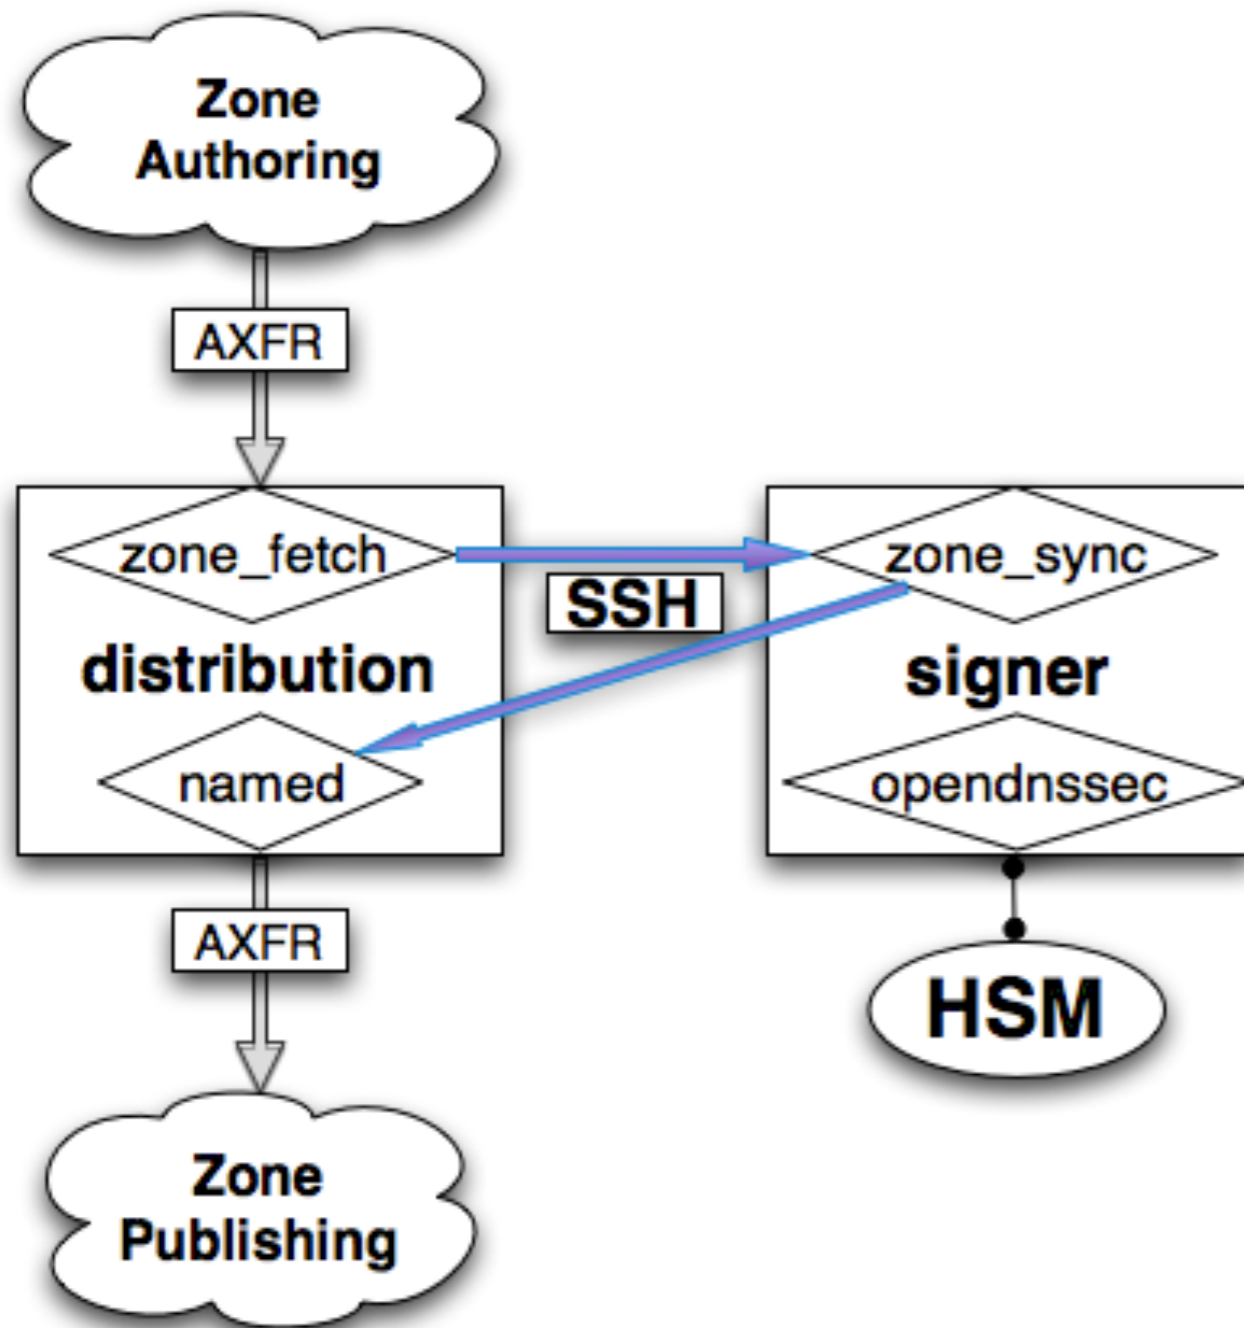 Zone
Authoring
AXFR
zone_fetch
zone_sync
SSH
distribution
signer
named
opendnssec
AXFR
HSM
Zone
Publishing